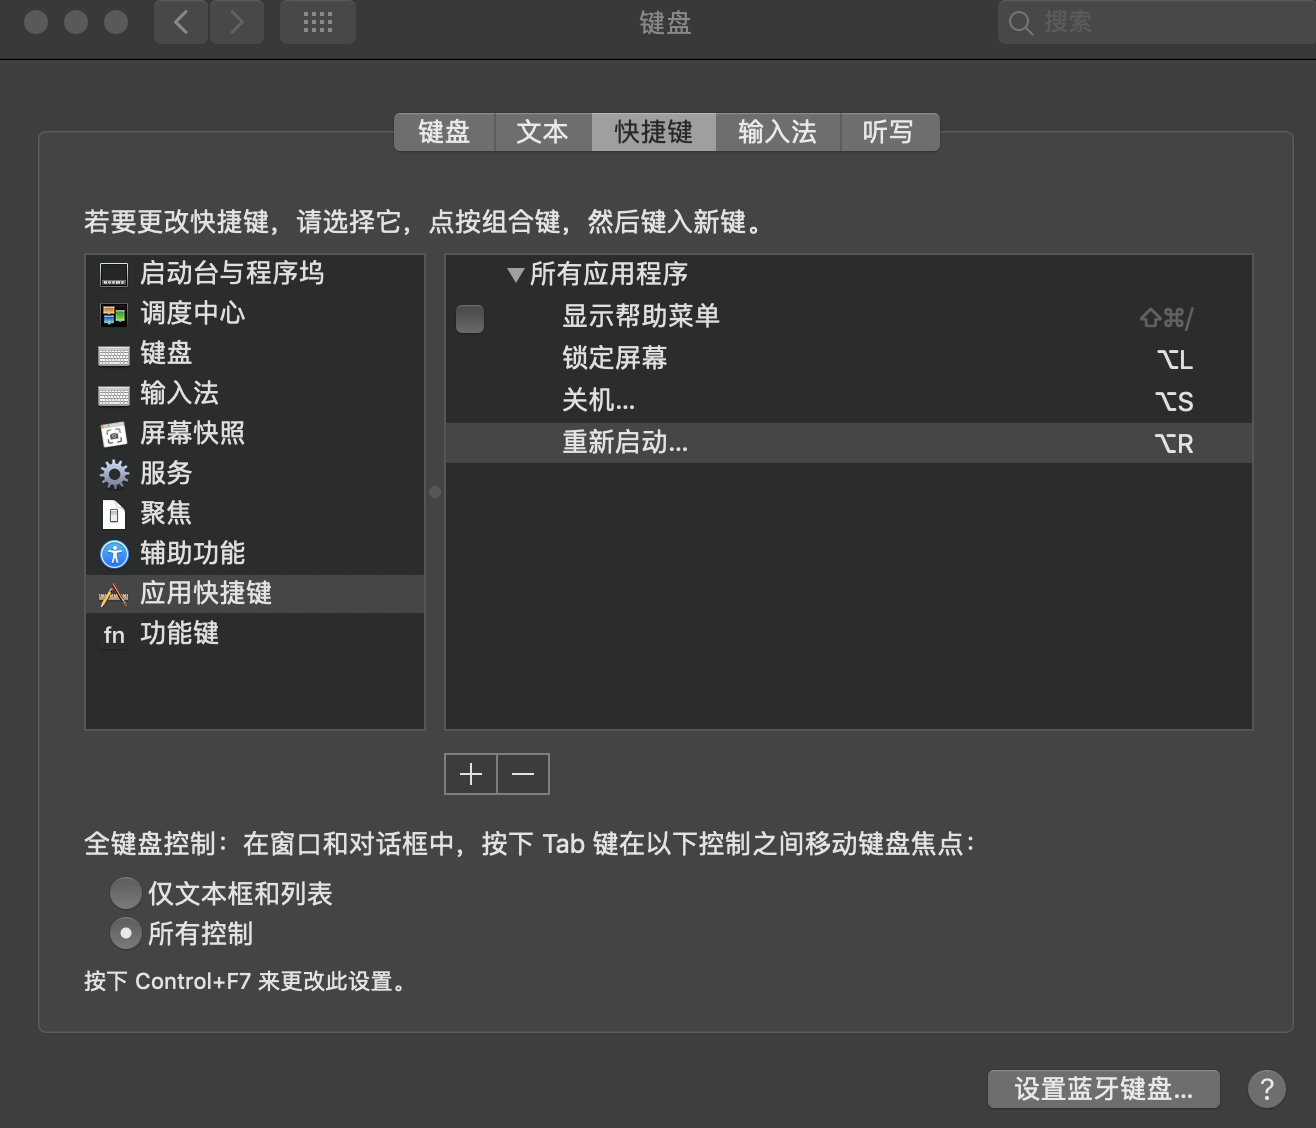 键盘
搜索
键盘 文本 快捷键 输入法 听写
若要更改快捷键，请选择它，点按组合键，然后键入新键。
启动台与程序坞
调度中心
键盘
输入法
屏幕快照
服务
聚焦
辅助功能
应用快捷键
fn 功能键
▼所有应用程序
显示帮助菜单 ⇧⌘/
锁定屏幕 ⌥L
关机... ⌥S
重新启动... ⌥R
全键盘控制：在窗口和对话框中，按下 Tab 键在以下控制之间移动键盘焦点：
仅文本框和列表
所有控制
按下 Control+F7 来更改此设置。
设置蓝牙键盘... ?